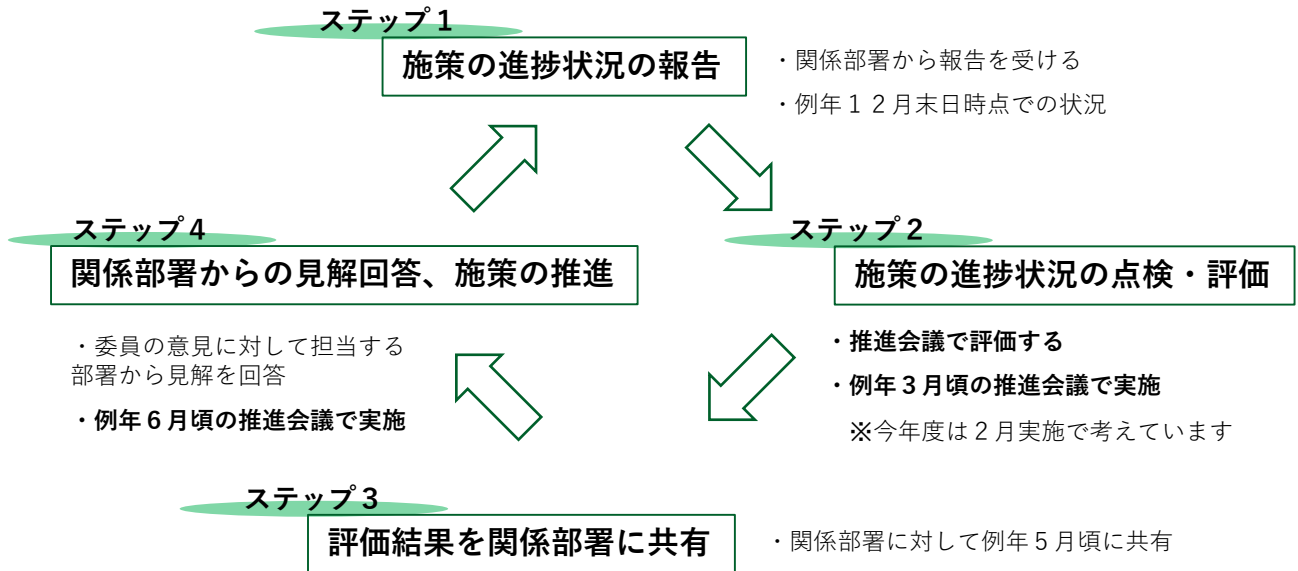 ステップ１
施策の進捗状況の報告
・関係部署から報告を受ける
・例年１２月末日時点での状況
ステップ２
施策の進捗状況の点検・評価
・推進会議で評価する
・例年３月頃の推進会議で実施
※今年度は２月実施で考えています
ステップ３
評価結果を関係部署に共有
・関係部署に対して例年５月頃に共有
ステップ４
関係部署からの見解回答、施策の推進
・委員の意見に対して担当する
部署から見解を回答
・例年６月頃の推進会議で実施